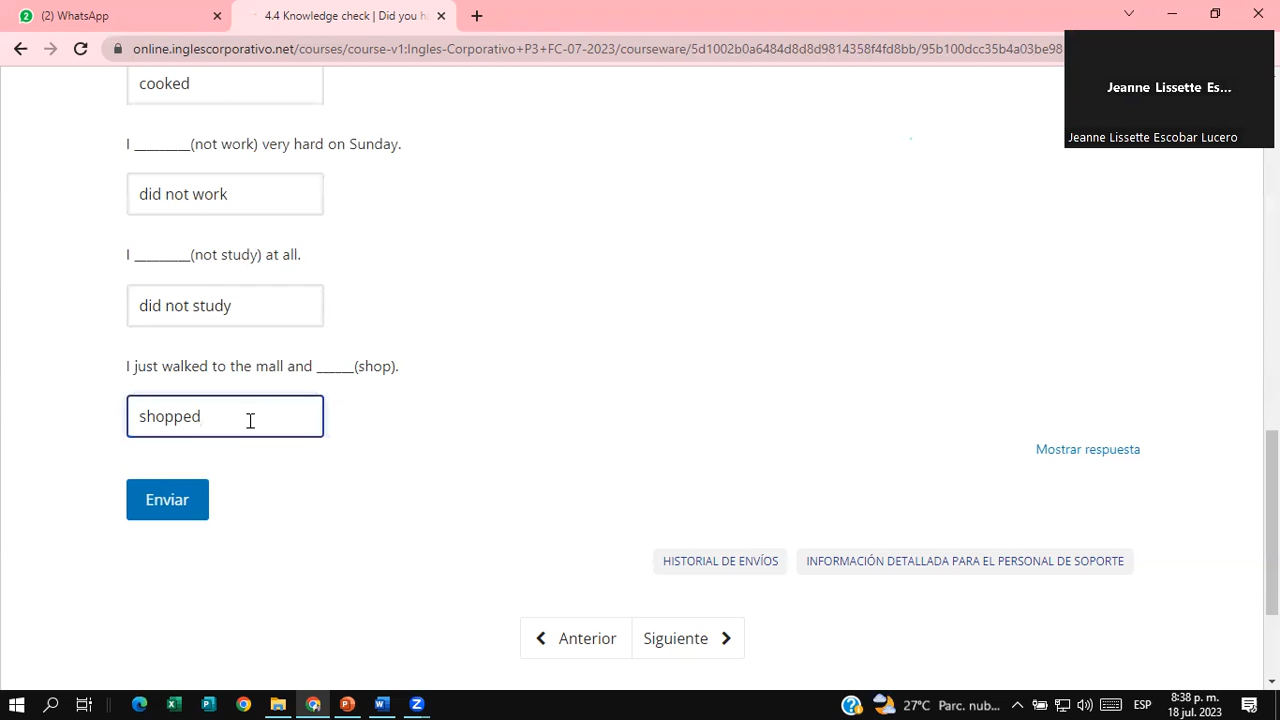 2 (2) WhatsApp
4.4 Knowledge check | Did you h
online.inglescorporativo.net/courses/course-v1:Ingles-Corporativo+P3+FC-07-2023/courseware/5d1002b0a6484d8d8d9814358f4fd8bb/95b100dcc35b4a03be98
Jeanne Lissette Es...
Jeanne Lissette Escobar Lucero
cooked
I _________(not work) very hard on Sunday.
did not work
I _________(not study) at all.
did not study
I just walked to the mall and ______(shop).
shopped
Mostrar respuesta
Enviar
HISTORIAL DE ENVÍOS
INFORMACIÓN DETALLADA PARA EL PERSONAL DE SOPORTE
Anterior
Siguiente
27°C Parc. nub...
ESP
8:38 p. m.
18 jul. 2023